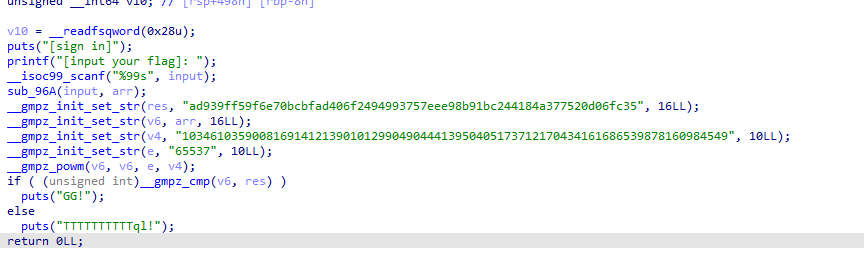 unsigned __int64 v10; // [rsp+498h] [rbp-8h]
v10 = __readfsqword(0x28u);
puts("[sign in]");
printf("[input your flag]: ");
__isoc99_scanf("%99s", input);
sub_96A(input, arr);
__gmpz_init_set_str(res, "ad939ff59f6e70bcbfad406f2494993757eee98b91bc244184a377520d06fc35", 16LL);
__gmpz_init_set_str(v6, arr, 16LL);
__gmpz_init_set_str(v4, "103461035900816914121390101299049044413950405173712170434161686539878160984549", 10LL);
__gmpz_init_set_str(e, "65537", 10LL);
__gmpz_powm(v6, v6, e, v4);
if ( (unsigned int)__gmpz_cmp(v6, res) )
puts("GG!");
else
puts("TTTTTTTTTTql!");
return 0LL;